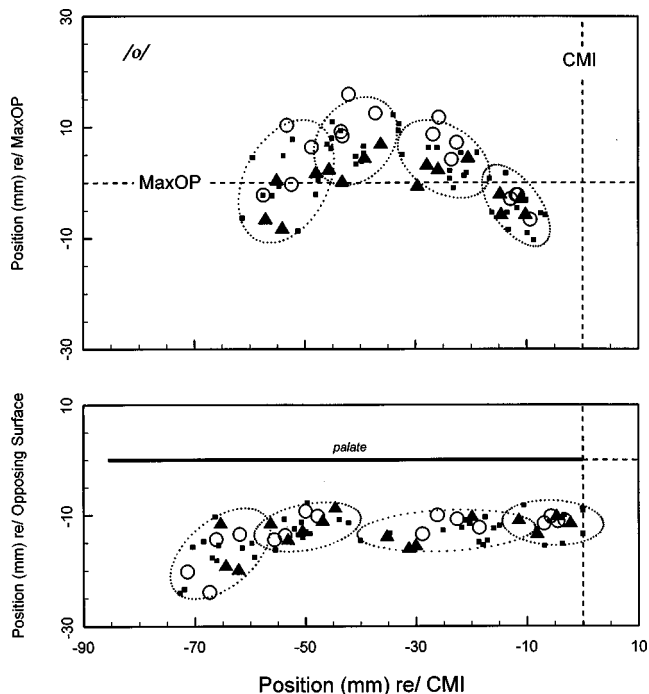 /o/
CMI
MaxOP
Position (mm) re/ MaxOP
30
10
-10
-30
palate
Position (mm) re/ Opposing Surface
10
-10
-30
-90 -70 -50 -30 -10 10
Position (mm) re/ CMI